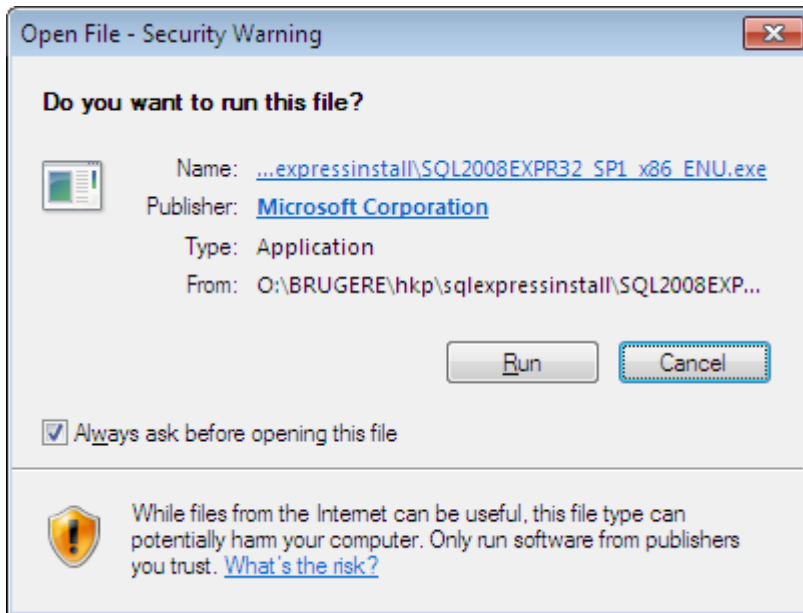 Open File - Security Warning
Do you want to run this file?
Name: ...expressinstall\SQL2008EXPR32_SP1_x86_ENU.exe
Publisher: Microsoft Corporation
Type: Application
From: O:\BRUGERE\hkp\sqlexpressinstall\SQL2008EXP...
Run Cancel
Always ask before opening this file
While files from the Internet can be useful, this file type can
potentially harm your computer. Only run software from publishers
you trust. What's the risk?